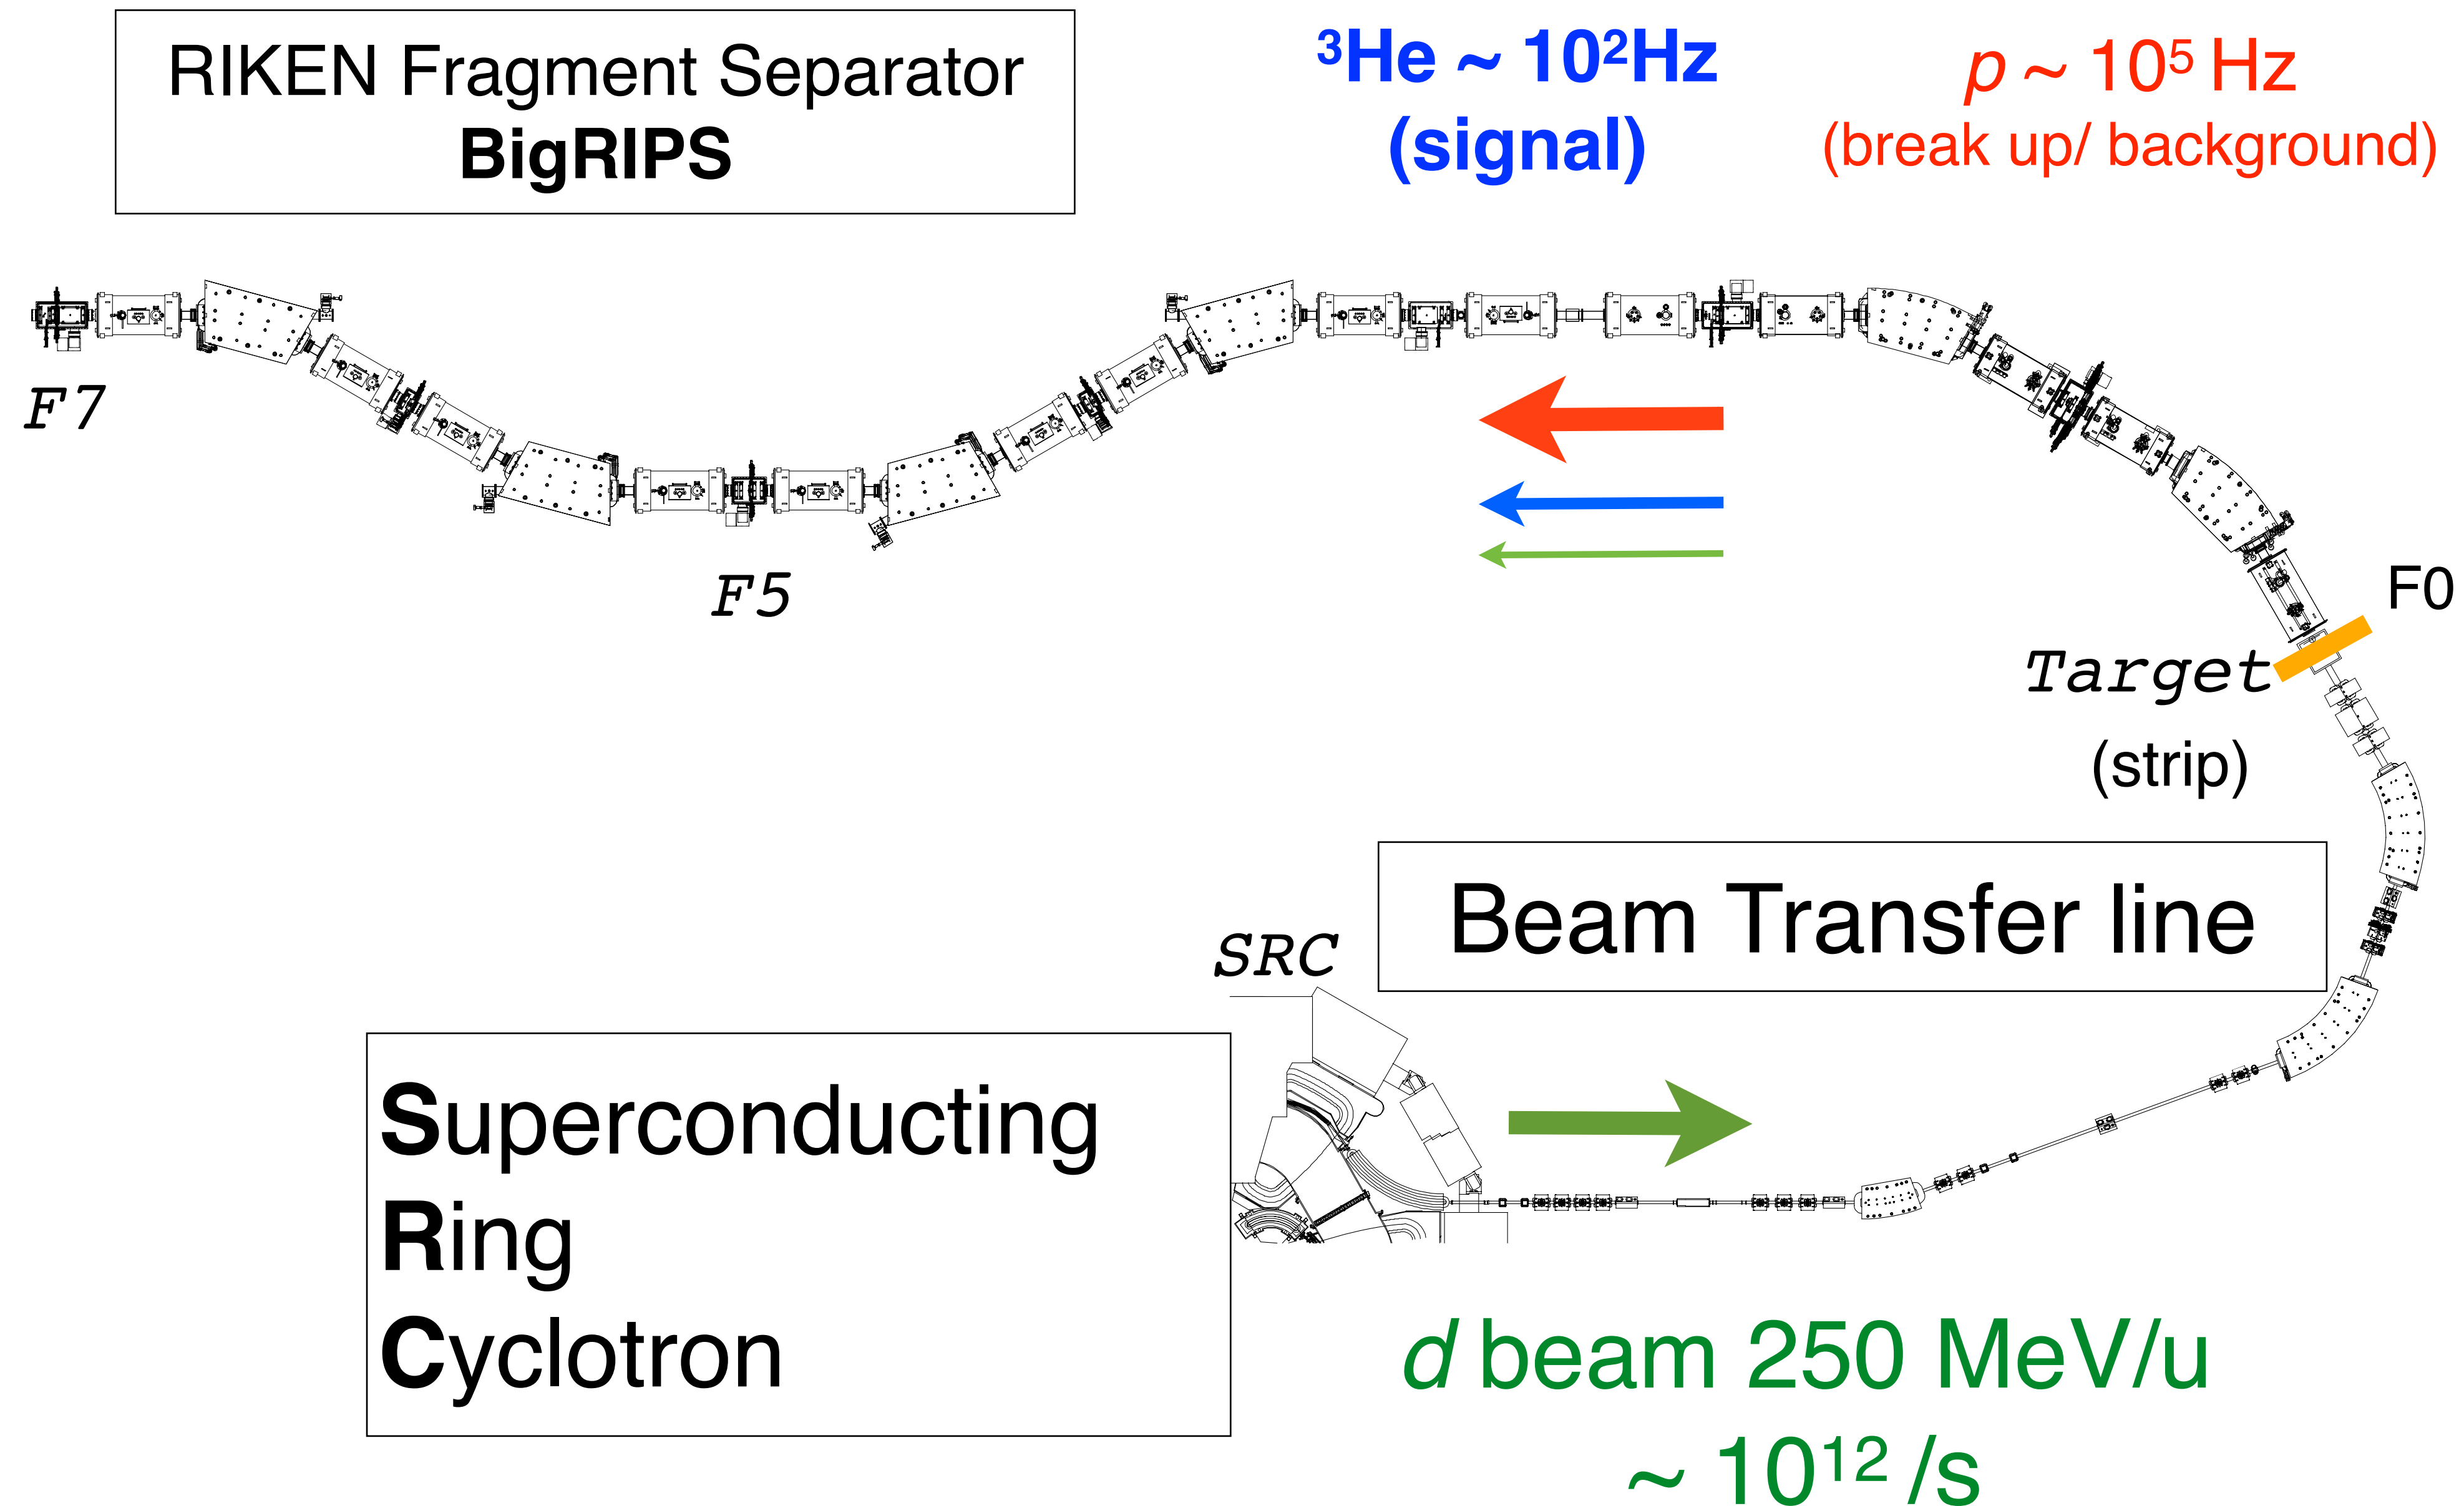 RIKEN Fragment Separator
BigRIPS
³He ~ 10²Hz
(signal)
p ~ 10⁵ Hz
(break up/ background)
F7
F5
F0
Target
(strip)
Beam Transfer line
SRC
Superconducting
Ring
Cyclotron
d beam 250 MeV/u
~ 10¹² /s